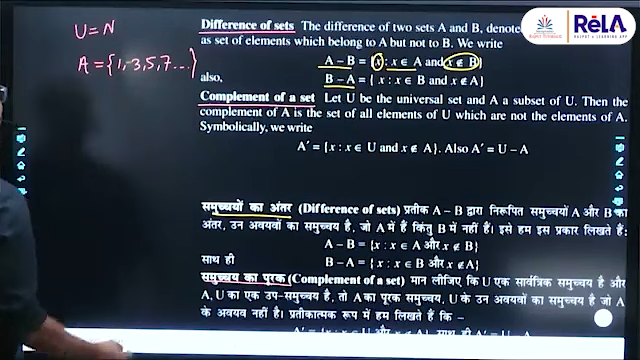 U = N
A = {1,-3,5,7...}
Difference of sets The difference of two sets A and B, denoted
as set of elements which belong to A but not to B. We write
A – B = {x : x ∈ A and x ∉ B}
also, B – A = { x : x ∈ B and x ∉ A}
Complement of a set Let U be the universal set and A a subset of U. Then the
complement of A is the set of all elements of U which are not the elements of A.
Symbolically, we write
A′ = {x : x ∈ U and x ∉ A}. Also A′ = U – A
समुच्चयों का अंतर (Difference of sets) प्रतीक A – B द्वारा निरूपित समुच्चयों A और B का
अंतर, उन अवयवों का समुच्चय है, जो A में हैं किंतु B में नहीं हैं। इसे हम इस प्रकार लिखते हैं:
A – B = {x : x ∈ A और x ∉ B}
साथ ही B – A = { x : x ∈ B और x ∉ A}
समुच्चय का पूरक (Complement of a set) मान लीजिए कि U एक सार्वत्रिक समुच्चय है और
A, U का एक उप-समुच्चय है, तो A का पूरक समुच्चय, U के उन अवयवों का समुच्चय है जो A
के अवयव नहीं है। प्रतीकात्मक रूप में हम लिखते हैं कि –
A′ = {x : x ∈ U और x ∉ A}. साथ ही A′ = U – A
RELA